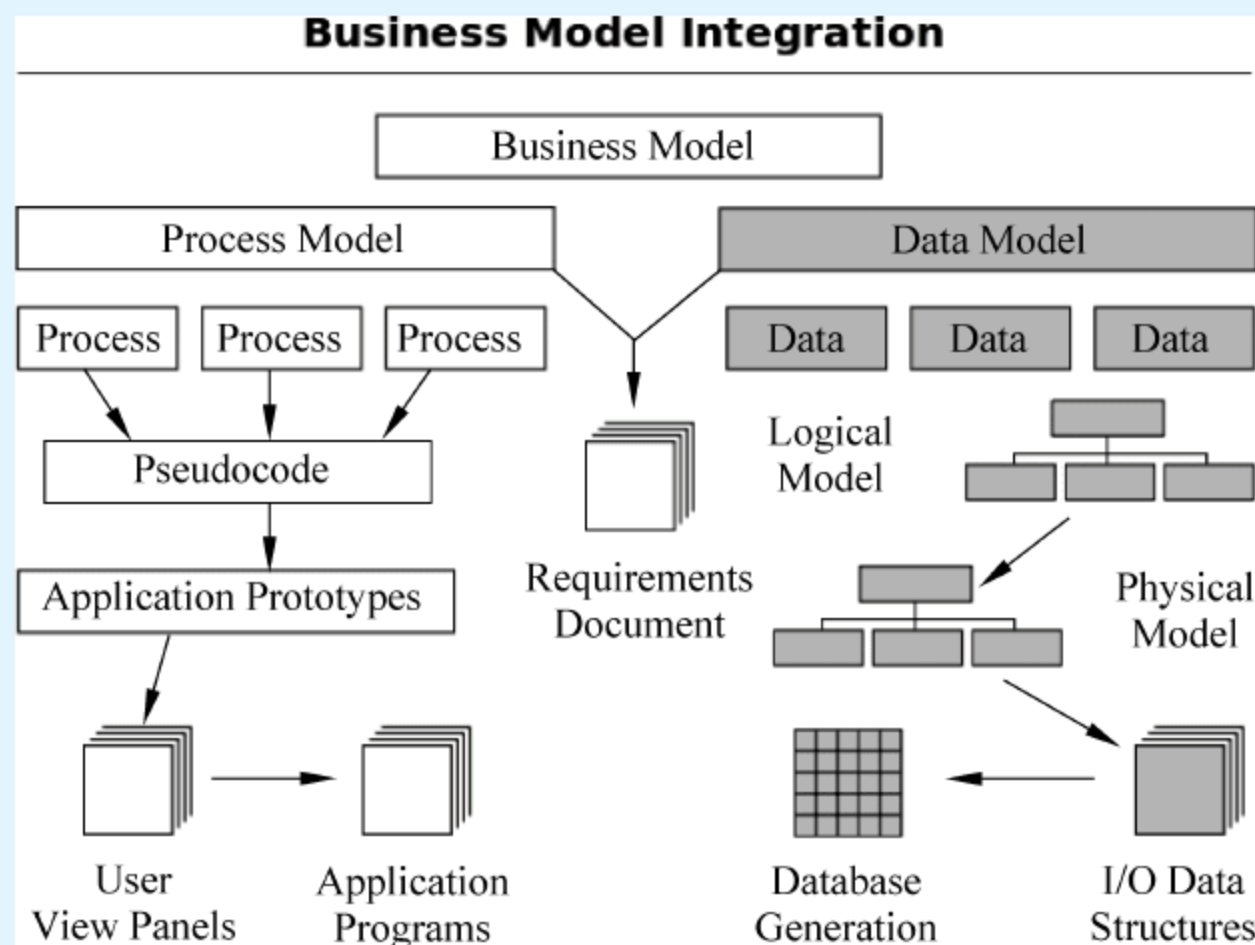 Business Model Integration
Business Model
Process Model
Data Model
Process
Process
Process
Data
Data
Data
Pseudocode
Logical
Model
Application Prototypes
Requirements
Document
Physical
Model
User
View Panels
Application
Programs
Database
Generation
I/O Data
Structures